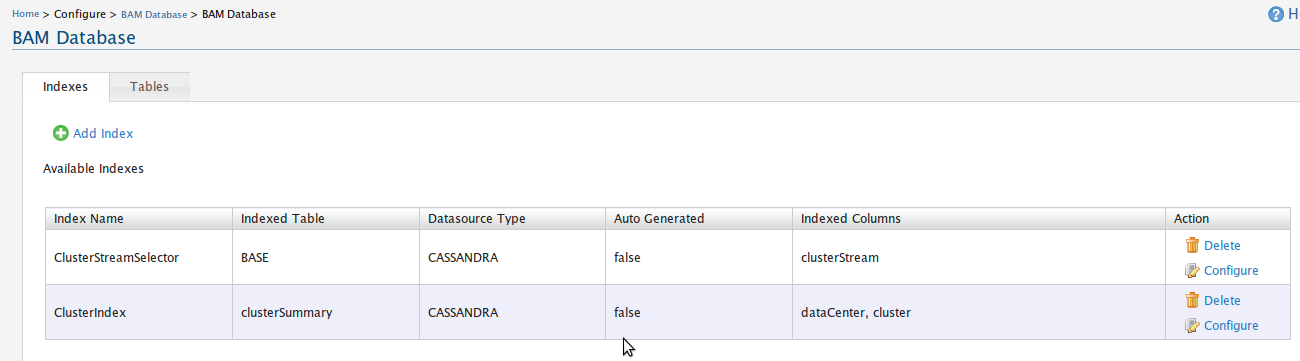 Home > Configure > BAM Database > BAM Database
H
BAM Database
Indexes Tables
Add Index
Available Indexes
Index Name Indexed Table Datasource Type Auto Generated Indexed Columns Action
ClusterStreamSelector BASE CASSANDRA false clusterStream Delete
Configure
ClusterIndex clusterSummary CASSANDRA false dataCenter, cluster Delete
Configure